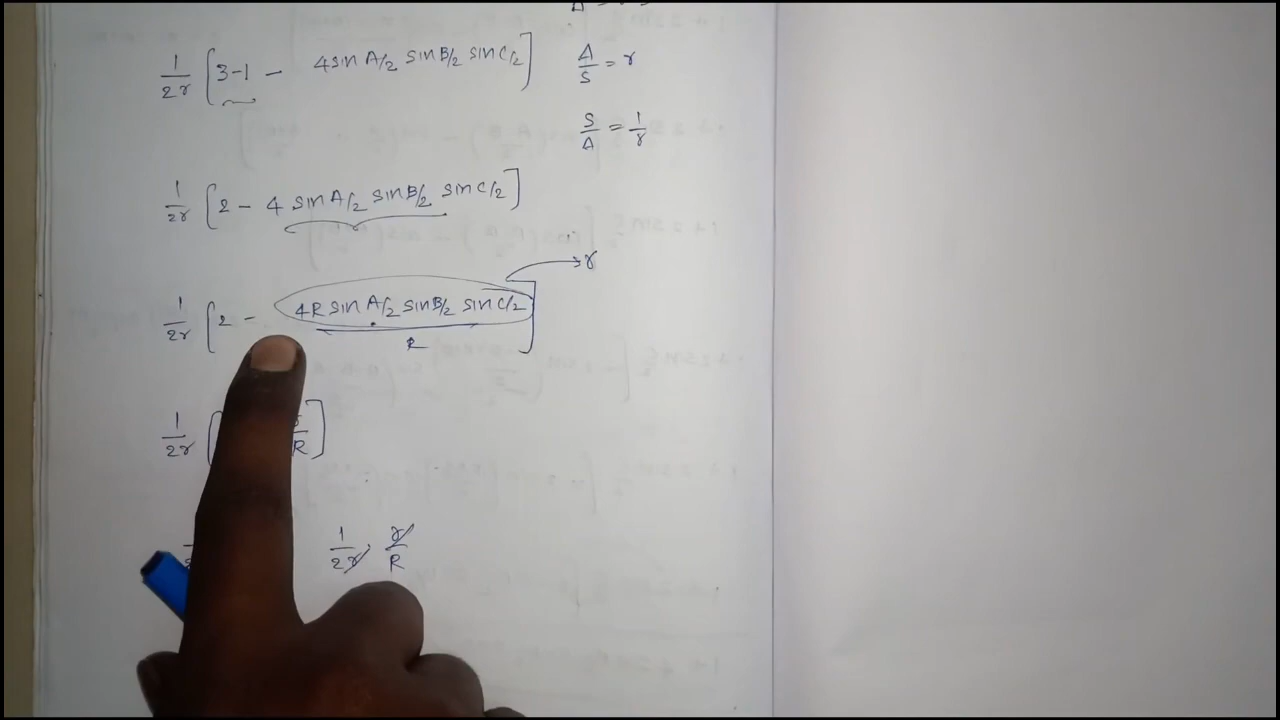 1/2r [3-1 - 4sin A/2 sin B/2 sin C/2] Δ/S = r
S/Δ = 1/r
1/2r [2 - 4 sin A/2 sin B/2 sin C/2]
→ r
1/2r [2 - 4R sin A/2 sin B/2 sin C/2 / R]
1/2r [ R]
1/2r · r/R